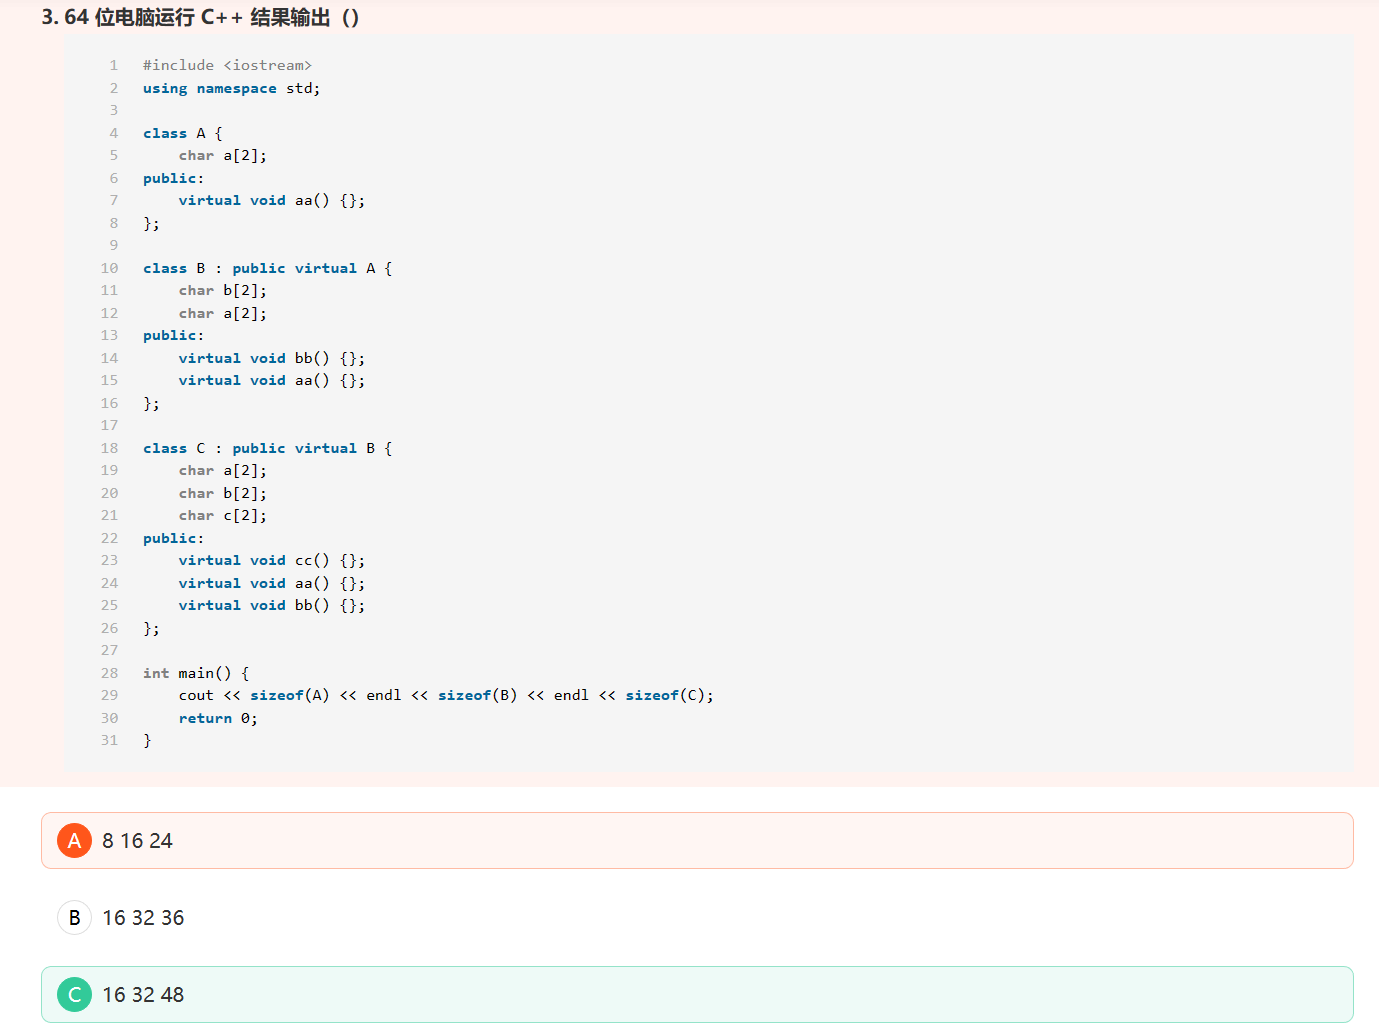 3. 64 位电脑运行 C++ 结果输出（）
1 #include <iostream>
2 using namespace std;
3
4 class A {
5     char a[2];
6 public:
7     virtual void aa() {};
8 };
9
10 class B : public virtual A {
11     char b[2];
12     char a[2];
13 public:
14     virtual void bb() {};
15     virtual void aa() {};
16 };
17
18 class C : public virtual B {
19     char a[2];
20     char b[2];
21     char c[2];
22 public:
23     virtual void cc() {};
24     virtual void aa() {};
25     virtual void bb() {};
26 };
27
28 int main() {
29     cout << sizeof(A) << endl << sizeof(B) << endl << sizeof(C);
30     return 0;
31 }
A 8 16 24
B 16 32 36
C 16 32 48